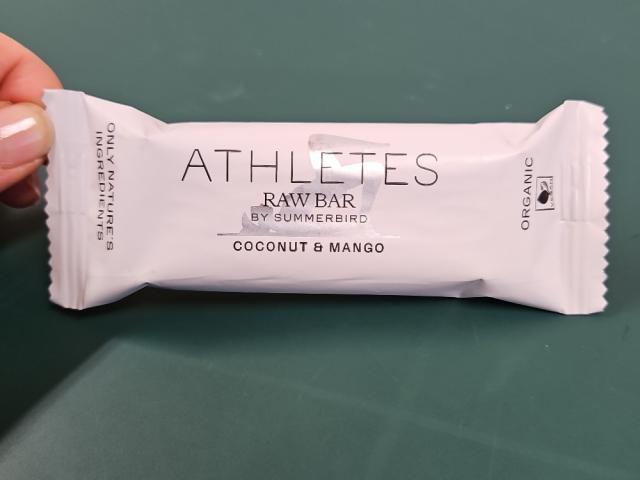 ONLY NATURE'S
INGREDIENTS
ATHLETES
RAW BAR
BY SUMMERBIRD
COCONUT & MANGO
ORGANIC